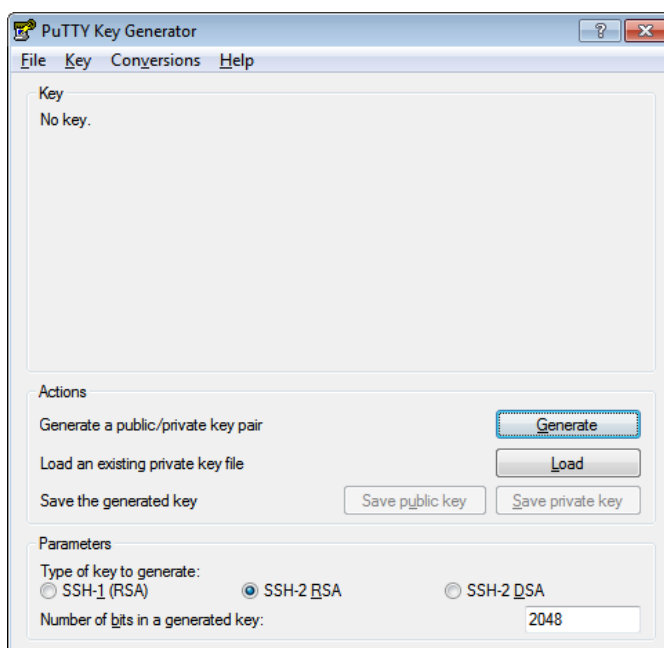 PuTTY Key Generator
?
File Key Conversions Help
Key
No key.
Actions
Generate a public/private key pair Generate
Load an existing private key file Load
Save the generated key Save public key Save private key
Parameters
Type of key to generate:
SSH-1 (RSA) SSH-2 RSA SSH-2 DSA
Number of bits in a generated key: 2048